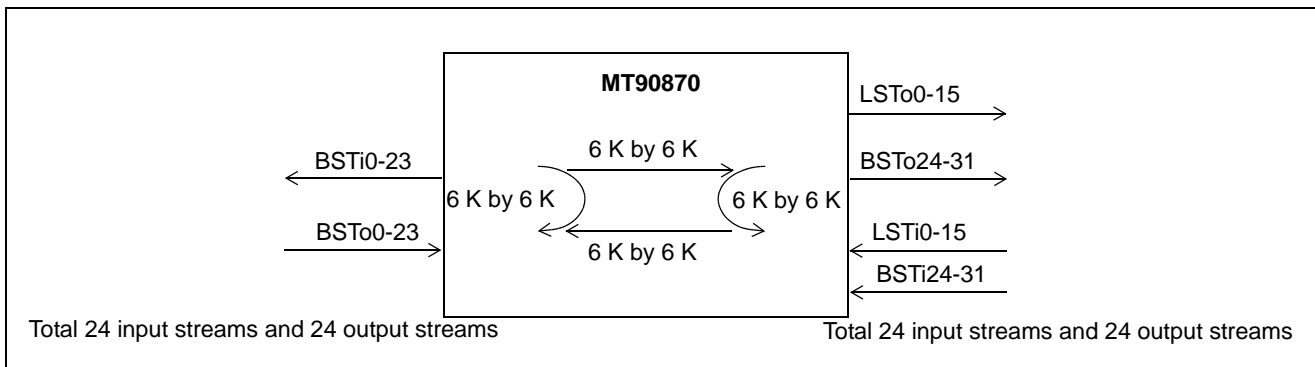 MT90870
LSTo0-15
6 K by 6 K
BSTi0-23
BSTo24-31
6 K by 6 K
6 K by 6 K
BSTo0-23
LSTi0-15
6 K by 6 K
BSTi24-31
Total 24 input streams and 24 output streams
Total 24 input streams and 24 output streams